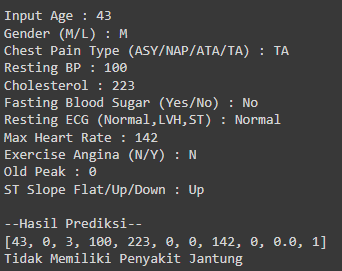 Input Age : 43
Gender (M/L) : M
Chest Pain Type (ASY/NAP/ATA/TA) : TA
Resting BP : 100
Cholesterol : 223
Fasting Blood Sugar (Yes/No) : No
Resting ECG (Normal,LVH,ST) : Normal
Max Heart Rate : 142
Exercise Angina (N/Y) : N
Old Peak : 0
ST Slope Flat/Up/Down : Up
--Hasil Prediksi--
[43, 0, 3, 100, 223, 0, 0, 142, 0, 0.0, 1]
Tidak Memiliki Penyakit Jantung